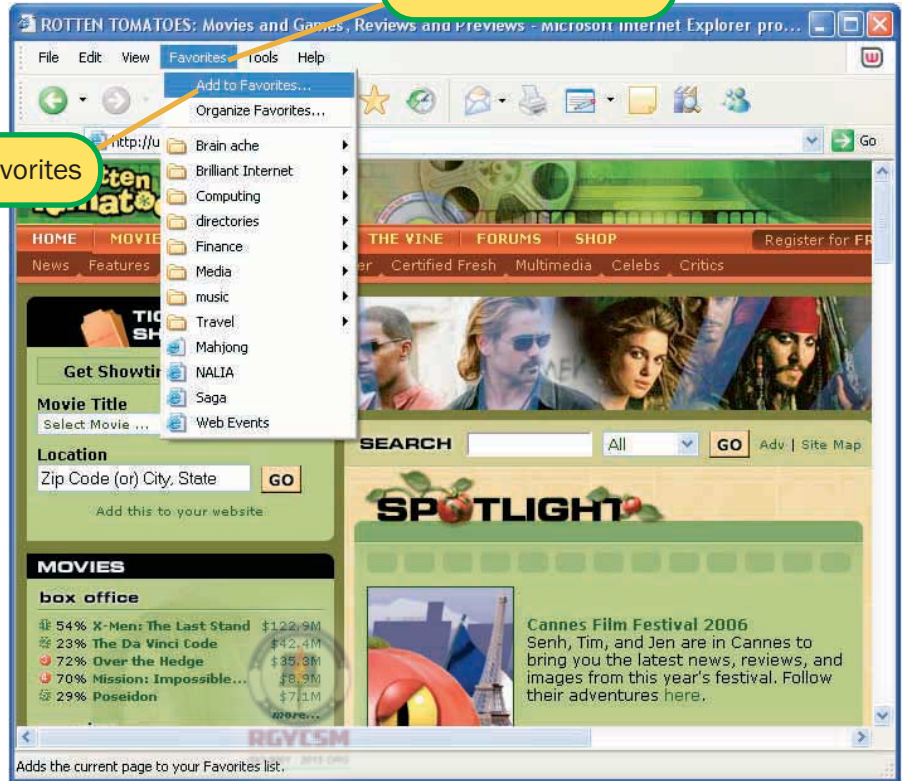 ROTTEN TOMATOES: Movies and Games, Reviews and Previews - Microsoft Internet Explorer pro...
File Edit View Favorites Tools Help
Add to Favorites...
Organize Favorites...
http://u
Go
vorites
Brain ache
Brilliant Internet
Computing
directories
Finance
Media
music
Travel
Mahjong
NALIA
Saga
Web Events
HOME MOVIE THE VINE FORUMS SHOP Register for FR
News Features er Certified Fresh Multimedia Celebs Critics
TIC
SH
Get Showtin
Movie Title
Select Movie ...
Location
Zip Code (or) City, State GO
Add this to your website
SEARCH All GO Adv | Site Map
SPOTLIGHT
MOVIES
box office
54% X-Men: The Last Stand $122.9M
23% The Da Vinci Code $42.4M
72% Over the Hedge $35.3M
70% Mission: Impossible... $8.9M
29% Poseidon $7.1M
more...
Cannes Film Festival 2006
Senh, Tim, and Jen are in Cannes to
bring you the latest news, reviews, and
images from this year's festival. Follow
their adventures here.
RGYCSM
Adds the current page to your Favorites list.